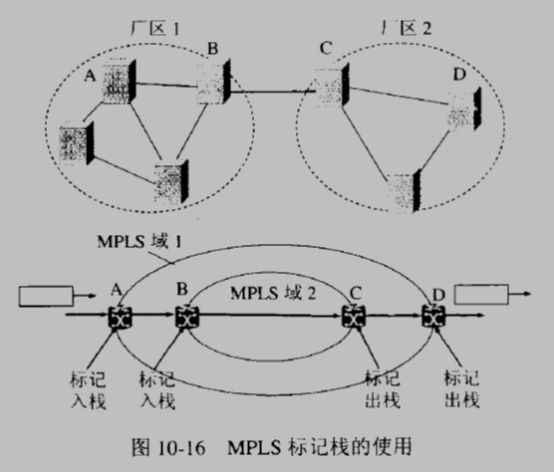 厂区 1
厂区 2
A
B
C
D
MPLS 域 1
A
B
MPLS 域 2
C
D
标记入栈
标记入栈
标记出栈
标记出栈
图 10-16 MPLS 标记栈的使用